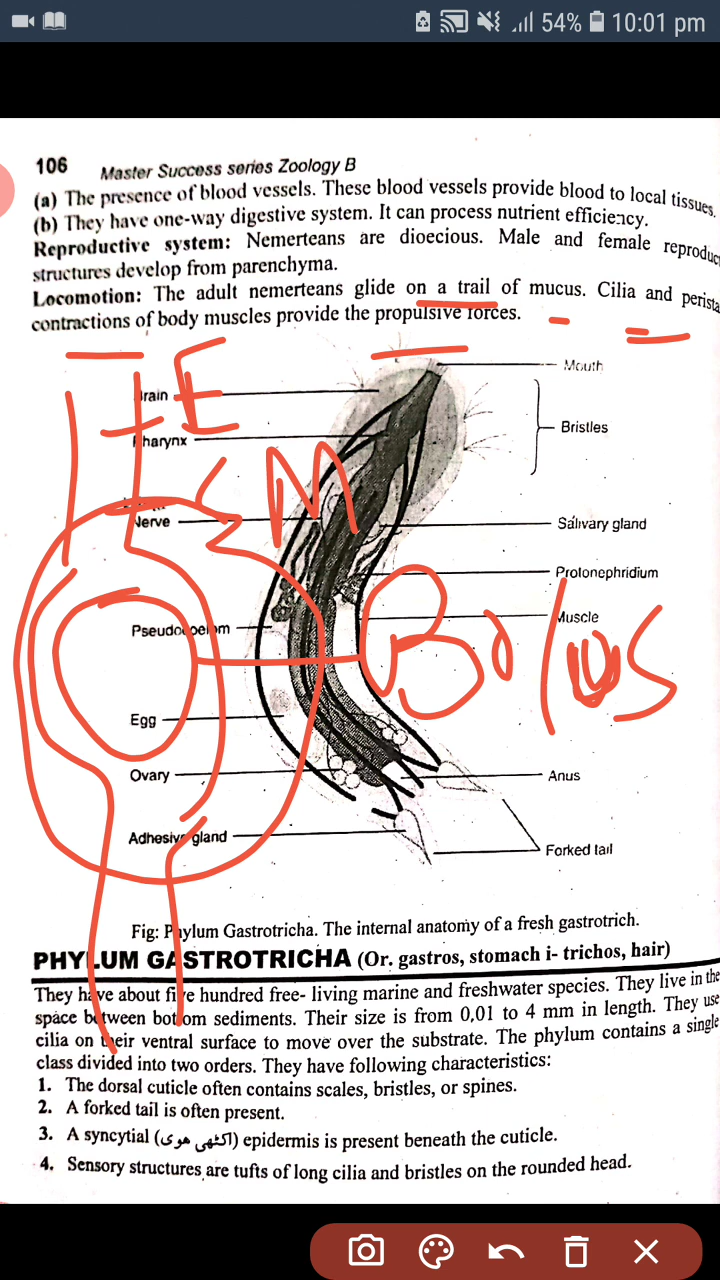 54% 10:01 pm
106 Master Success series Zoology B
(a) The presence of blood vessels. These blood vessels provide blood to local tissues.
(b) They have one-way digestive system. It can process nutrient efficiency.
Reproductive system: Nemerteans are dioecious. Male and female reproduc
structures develop from parenchyma.
Locomotion: The adult nemerteans glide on a trail of mucus. Cilia and perista
contractions of body muscles provide the propulsive forces.
Mouth
rain
E
Bristles
harynx
M
Nerve
Salivary gland
Protonephridium
Muscle
Pseudocoelom
Bolus
Egg
Ovary
Anus
Adhesive gland
Forked tail
Fig: Phylum Gastrotricha. The internal anatomy of a fresh gastrotrich.
PHYLUM GASTROTRICHA (Or. gastros, stomach i- trichos, hair)
They have about five hundred free- living marine and freshwater species. They live in the
space between bottom sediments. Their size is from 0,01 to 4 mm in length. They use
cilia on their ventral surface to move over the substrate. The phylum contains a single
class divided into two orders. They have following characteristics:
1. The dorsal cuticle often contains scales, bristles, or spines.
2. A forked tail is often present.
3. A syncytial (اکٹھی ھوی) epidermis is present beneath the cuticle.
4. Sensory structures are tufts of long cilia and bristles on the rounded head.